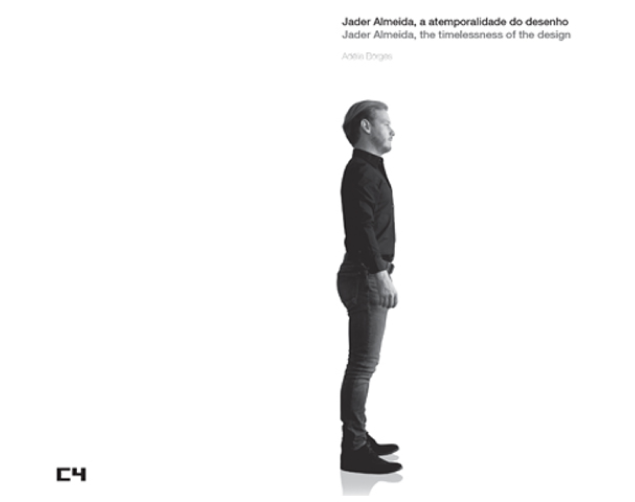 Jader Almeida, a atemporalidade do desenho
Jader Almeida, the timelessness of the design
Adélia Borges
C4